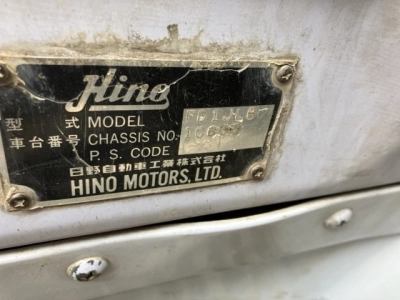 Hino
型 式 MODEL
車台番号 CHASSIS NO.
P. S. CODE
日野自動車工業株式会社
HINO MOTORS, LTD.